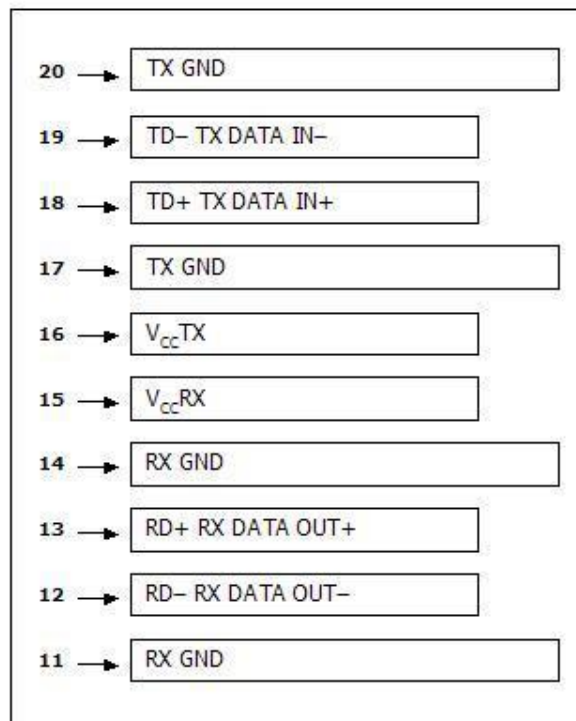 20 TX GND
19 TD– TX DATA IN–
18 TD+ TX DATA IN+
17 TX GND
16 VCCTX
15 VCCRX
14 RX GND
13 RD+ RX DATA OUT+
12 RD– RX DATA OUT–
11 RX GND